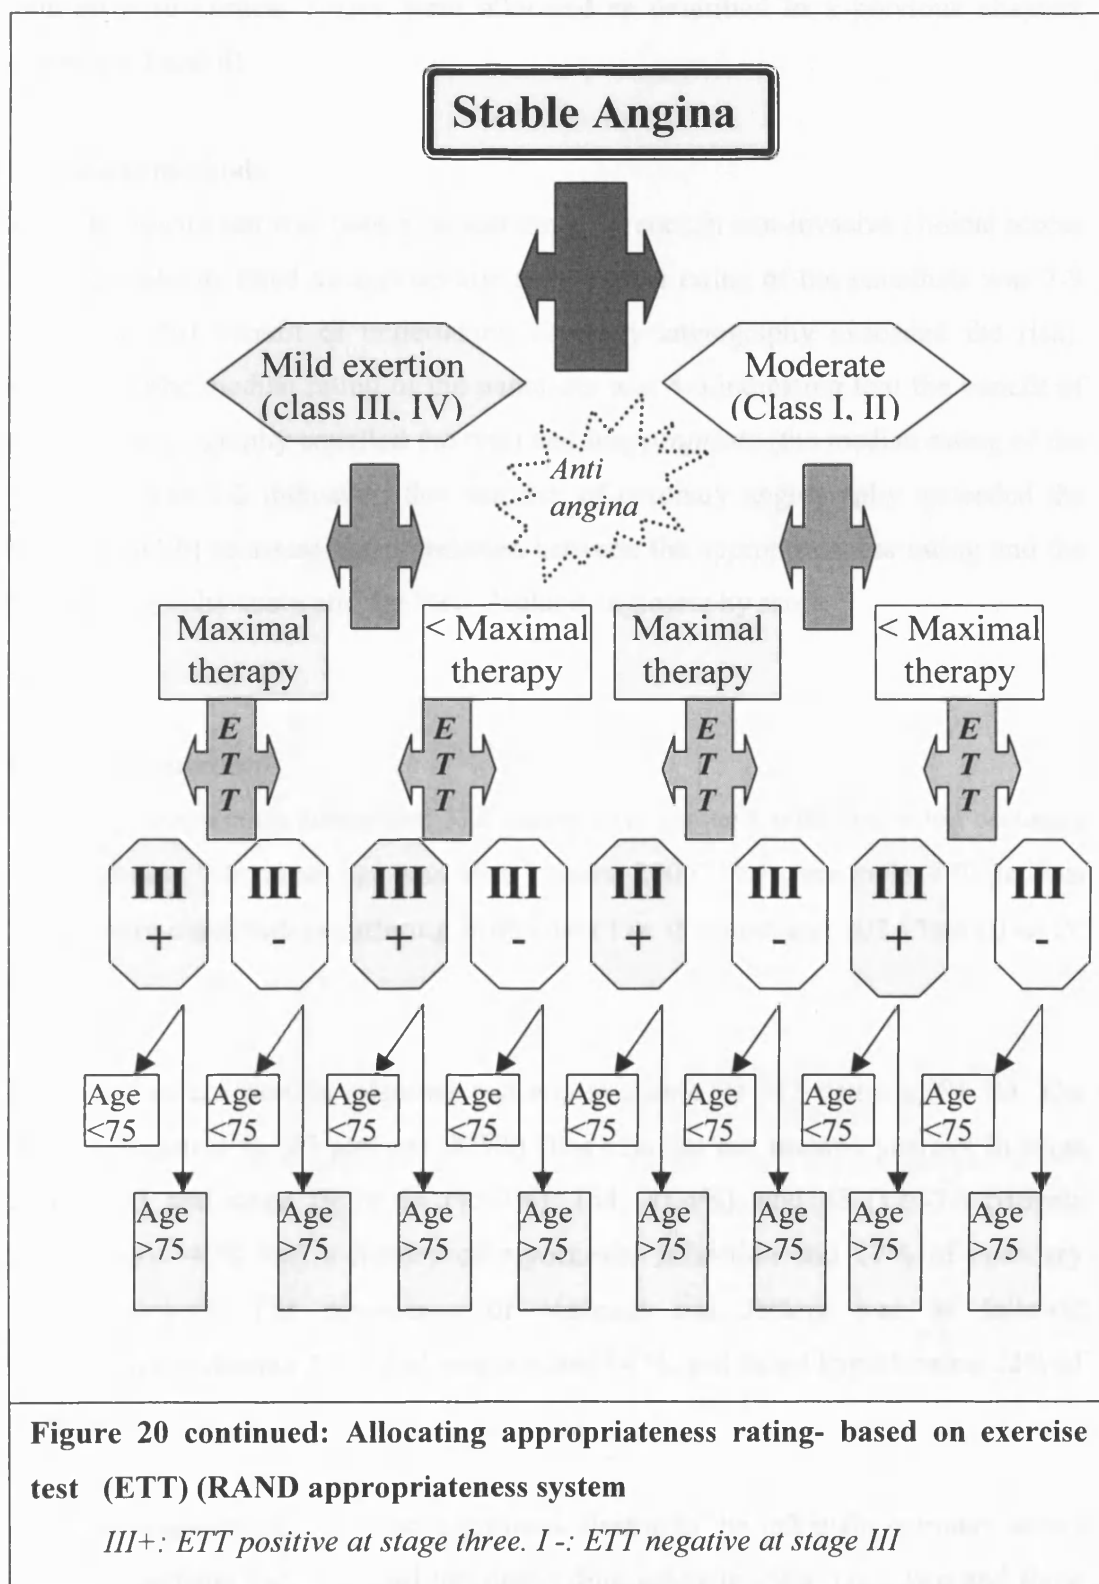 Stable Angina
Mild exertion
(class III, IV)
Moderate
(Class I, II)
Anti
angina
Maximal
therapy
< Maximal
therapy
Maximal
therapy
< Maximal
therapy
E
T
T
E
T
T
E
T
T
E
T
T
III
+
III
-
III
+
III
-
III
+
III
-
III
+
III
-
Age
<75
Age
<75
Age
<75
Age
<75
Age
<75
Age
<75
Age
<75
Age
<75
Age
>75
Age
>75
Age
>75
Age
>75
Age
>75
Age
>75
Age
>75
Age
>75
Figure 20 continued: Allocating appropriateness rating- based on exercise
test (ETT) (RAND appropriateness system
III+: ETT positive at stage three. I -: ETT negative at stage III